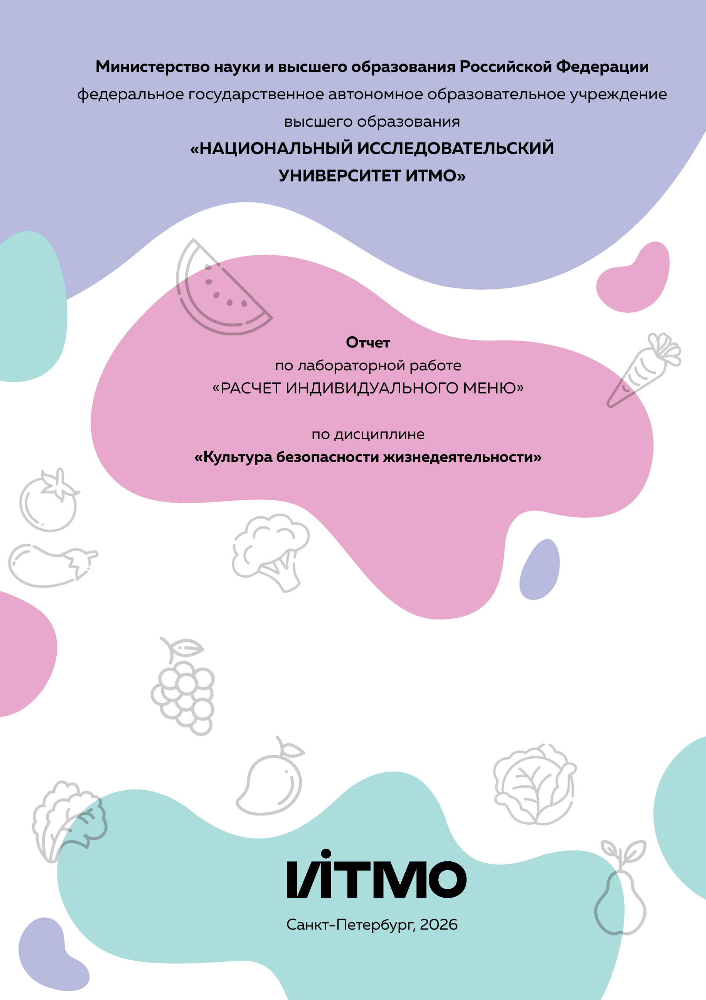 Министерство науки и высшего образования Российской Федерации
федеральное государственное автономное образовательное учреждение
высшего образования
«НАЦИОНАЛЬНЫЙ ИССЛЕДОВАТЕЛЬСКИЙ
УНИВЕРСИТЕТ ИТМО»
Отчет
по лабораторной работе
«РАСЧЕТ ИНДИВИДУАЛЬНОГО МЕНЮ»
по дисциплине
«Культура безопасности жизнедеятельности»
ИTMO
Санкт-Петербург, 2026